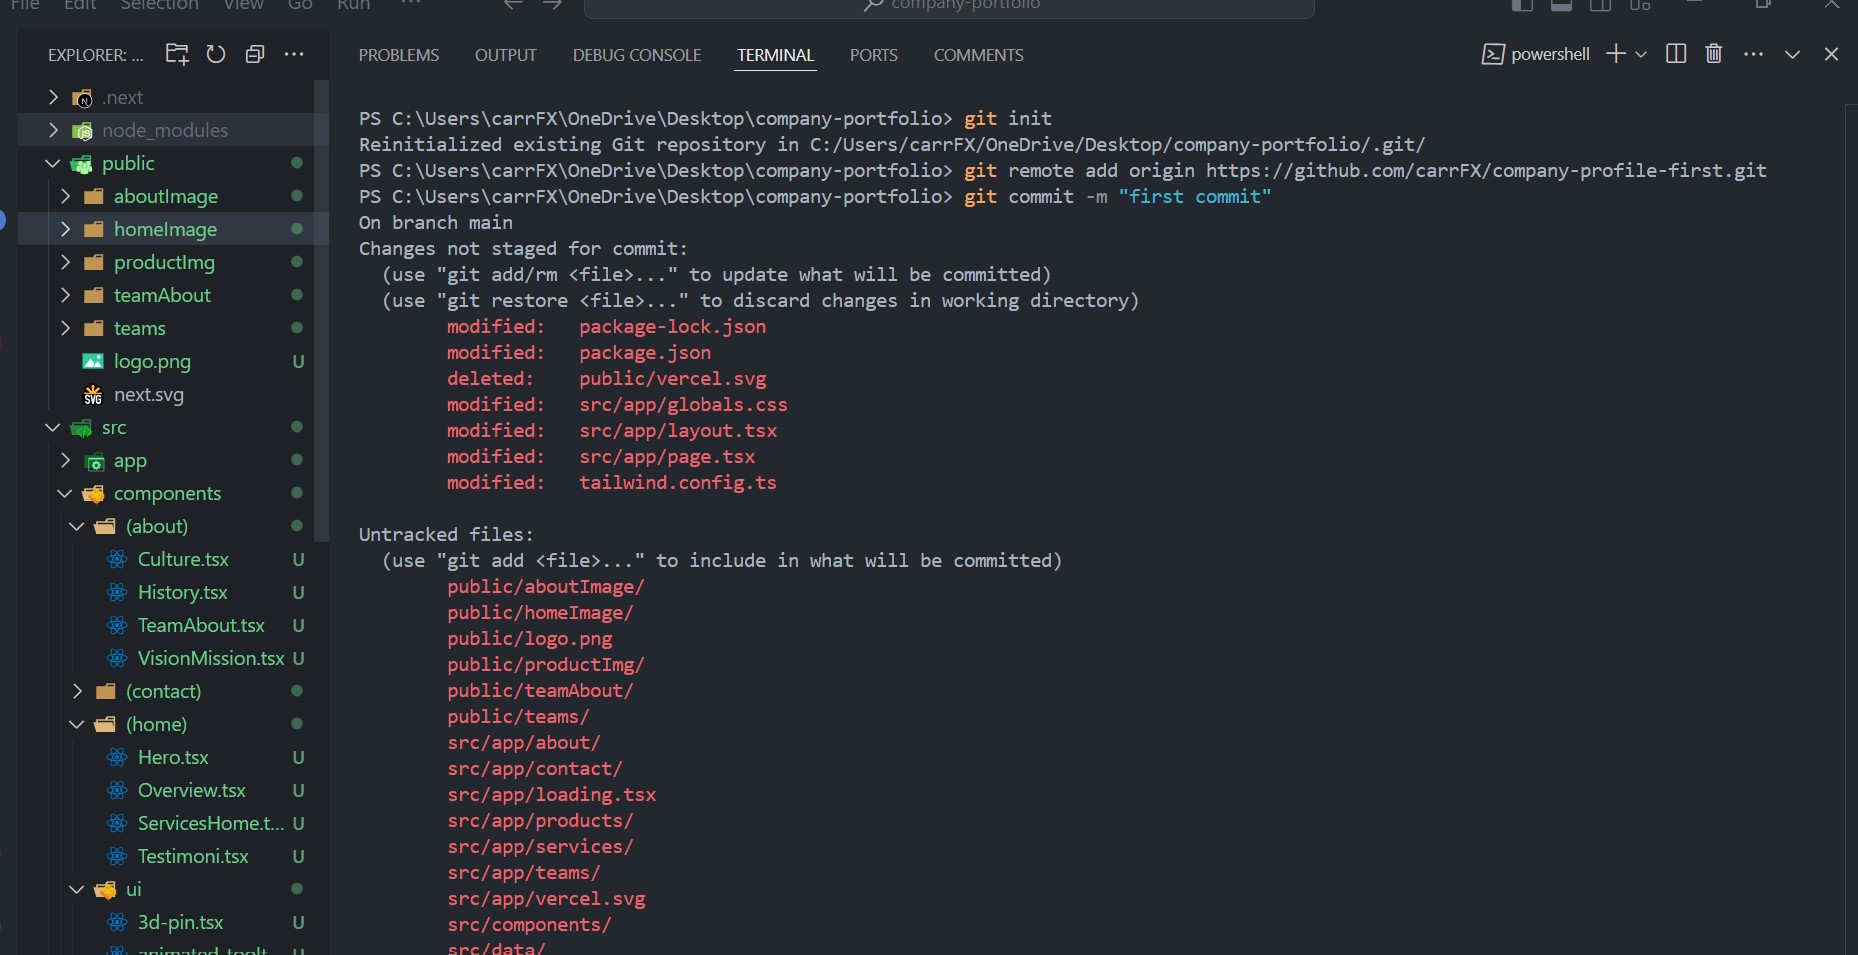 File Edit Selection View Go Run ...
company-portfolio
EXPLORER: ...
.next
node_modules
public
aboutImage
homeImage
productImg
teamAbout
teams
logo.png U
next.svg
src
app
components
(about)
Culture.tsx U
History.tsx U
TeamAbout.tsx U
VisionMission.tsx U
(contact)
(home)
Hero.tsx U
Overview.tsx U
ServicesHome.t... U
Testimoni.tsx U
ui
3d-pin.tsx U
PROBLEMS OUTPUT DEBUG CONSOLE TERMINAL PORTS COMMENTS
powershell
PS C:\Users\carrFX\OneDrive\Desktop\company-portfolio> git init
Reinitialized existing Git repository in C:/Users/carrFX/OneDrive/Desktop/company-portfolio/.git/
PS C:\Users\carrFX\OneDrive\Desktop\company-portfolio> git remote add origin https://github.com/carrFX/company-profile-first.git
PS C:\Users\carrFX\OneDrive\Desktop\company-portfolio> git commit -m "first commit"
On branch main
Changes not staged for commit:
(use "git add/rm <file>..." to update what will be committed)
(use "git restore <file>..." to discard changes in working directory)
modified: package-lock.json
modified: package.json
deleted: public/vercel.svg
modified: src/app/globals.css
modified: src/app/layout.tsx
modified: src/app/page.tsx
modified: tailwind.config.ts
Untracked files:
(use "git add <file>..." to include in what will be committed)
public/aboutImage/
public/homeImage/
public/logo.png
public/productImg/
public/teamAbout/
public/teams/
src/app/about/
src/app/contact/
src/app/loading.tsx
src/app/products/
src/app/services/
src/app/teams/
src/app/vercel.svg
src/components/
src/data/